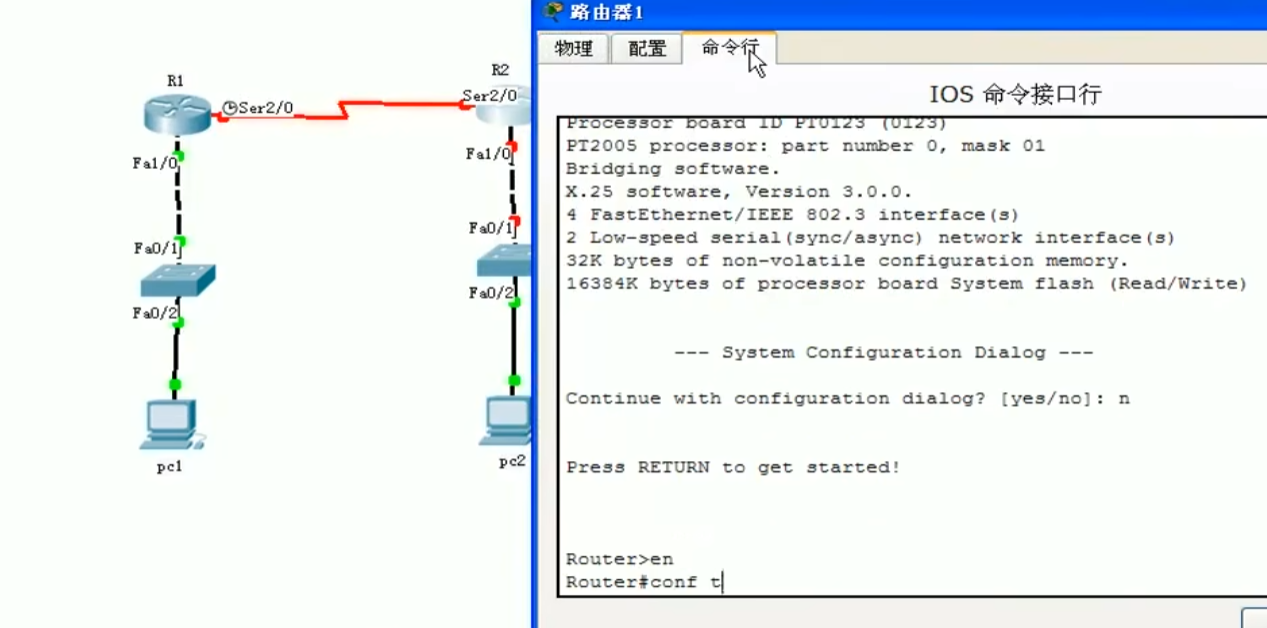 路由器1
物理 配置 命令行
IOS 命令接口行
R1
Ser2/0
R2
Ser2/0
Fa1/0
Fa1/0
Fa0/1
Fa0/1
Fa0/2
Fa0/2
pc1
pc2
Processor board ID PT0123 (0123)
PT2005 processor: part number 0, mask 01
Bridging software.
X.25 software, Version 3.0.0.
4 FastEthernet/IEEE 802.3 interface(s)
2 Low-speed serial(sync/async) network interface(s)
32K bytes of non-volatile configuration memory.
16384K bytes of processor board System flash (Read/Write)
--- System Configuration Dialog ---
Continue with configuration dialog? [yes/no]: n
Press RETURN to get started!
Router>en
Router#conf t